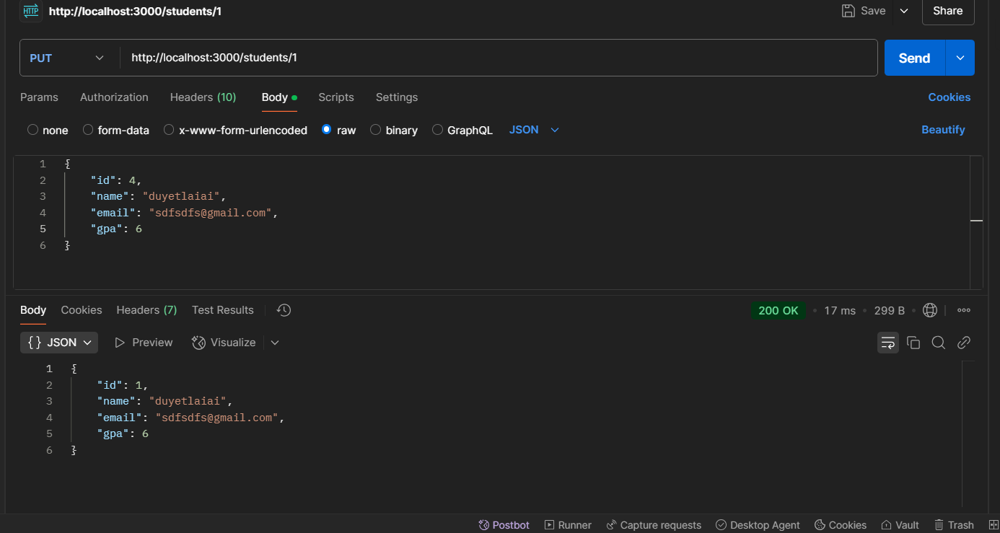 HTTP http://localhost:3000/students/1 Save Share
PUT http://localhost:3000/students/1 Send
Params Authorization Headers (10) Body Scripts Settings Cookies
none form-data x-www-form-urlencoded raw binary GraphQL JSON Beautify
1 {
2 "id": 4,
3 "name": "duyetlaiai",
4 "email": "sdfsdfs@gmail.com",
5 "gpa": 6
6 }
Body Cookies Headers (7) Test Results 200 OK • 17 ms • 299 B •
{} JSON Preview Visualize
1 {
2 "id": 1,
3 "name": "duyetlaiai",
4 "email": "sdfsdfs@gmail.com",
5 "gpa": 6
6 }
Postbot Runner Capture requests Desktop Agent Cookies Vault Trash